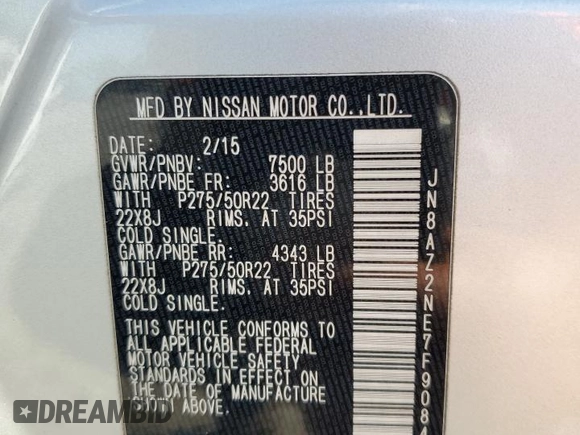 MFD BY NISSAN MOTOR CO.,LTD.
DATE: 2/15
GVWR/PNBV: 7500 LB
GAWR/PNBE FR: 3616 LB
WITH P275/50R22 TIRES
22X8J RIMS. AT 35PSI
COLD SINGLE.
GAWR/PNBE RR: 4343 LB
WITH P275/50R22 TIRES
22X8J RIMS. AT 35PSI
COLD SINGLE.
THIS VEHICLE CONFORMS TO
ALL APPLICABLE FEDERAL
MOTOR VEHICLE SAFETY
STANDARDS IN EFFECT ON
THE DATE OF MANUFACTURE
SHOWN ABOVE.
JN8AZ2NE7F908
DREAMBID